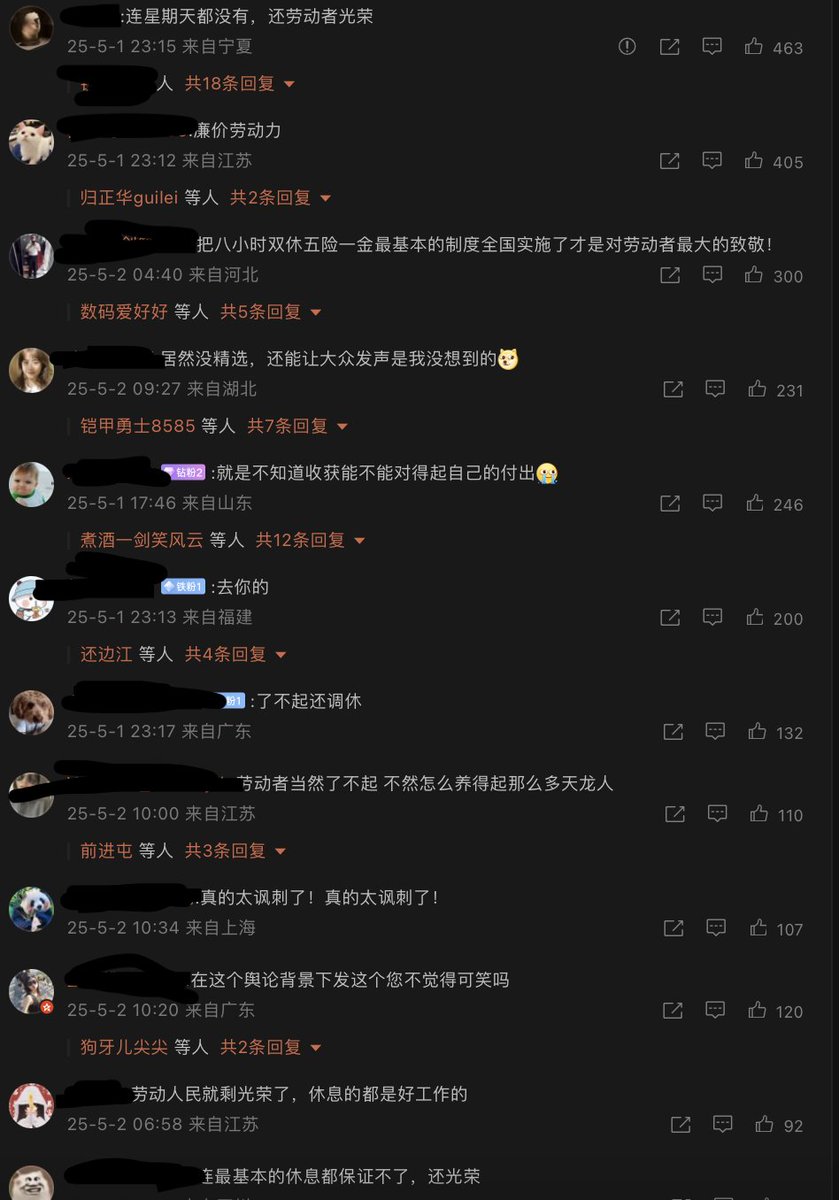 :连星期天都没有，还劳动者光荣
25-5-1 23:15 来自宁夏
463
人 共18条回复
廉价劳动力
25-5-1 23:12 来自江苏
405
归正华guilei 等人 共2条回复
把八小时双休五险一金最基本的制度全国实施了才是对劳动者最大的致敬！
25-5-2 04:40 来自河北
300
数码爱好好 等人 共5条回复
居然没精选，还能让大众发声是我没想到的
25-5-2 09:27 来自湖北
231
铠甲勇士8585 等人 共7条回复
钻粉2 :就是不知道收获能不能对得起自己的付出
25-5-1 17:46 来自山东
246
煮酒一剑笑风云 等人 共12条回复
铁粉1 :去你的
25-5-1 23:13 来自福建
200
还边江 等人 共4条回复
粉1 :了不起还调休
25-5-1 23:17 来自广东
132
劳动者当然了不起 不然怎么养得起那么多天龙人
25-5-2 10:00 来自江苏
110
前进屯 等人 共3条回复
真的太讽刺了！真的太讽刺了！
25-5-2 10:34 来自上海
107
在这个舆论背景下发这个您不觉得可笑吗
25-5-2 10:20 来自广东
120
狗牙儿尖尖 等人 共2条回复
劳动人民就剩光荣了，休息的都是好工作的
25-5-2 06:58 来自江苏
92
连最基本的休息都保证不了，还光荣